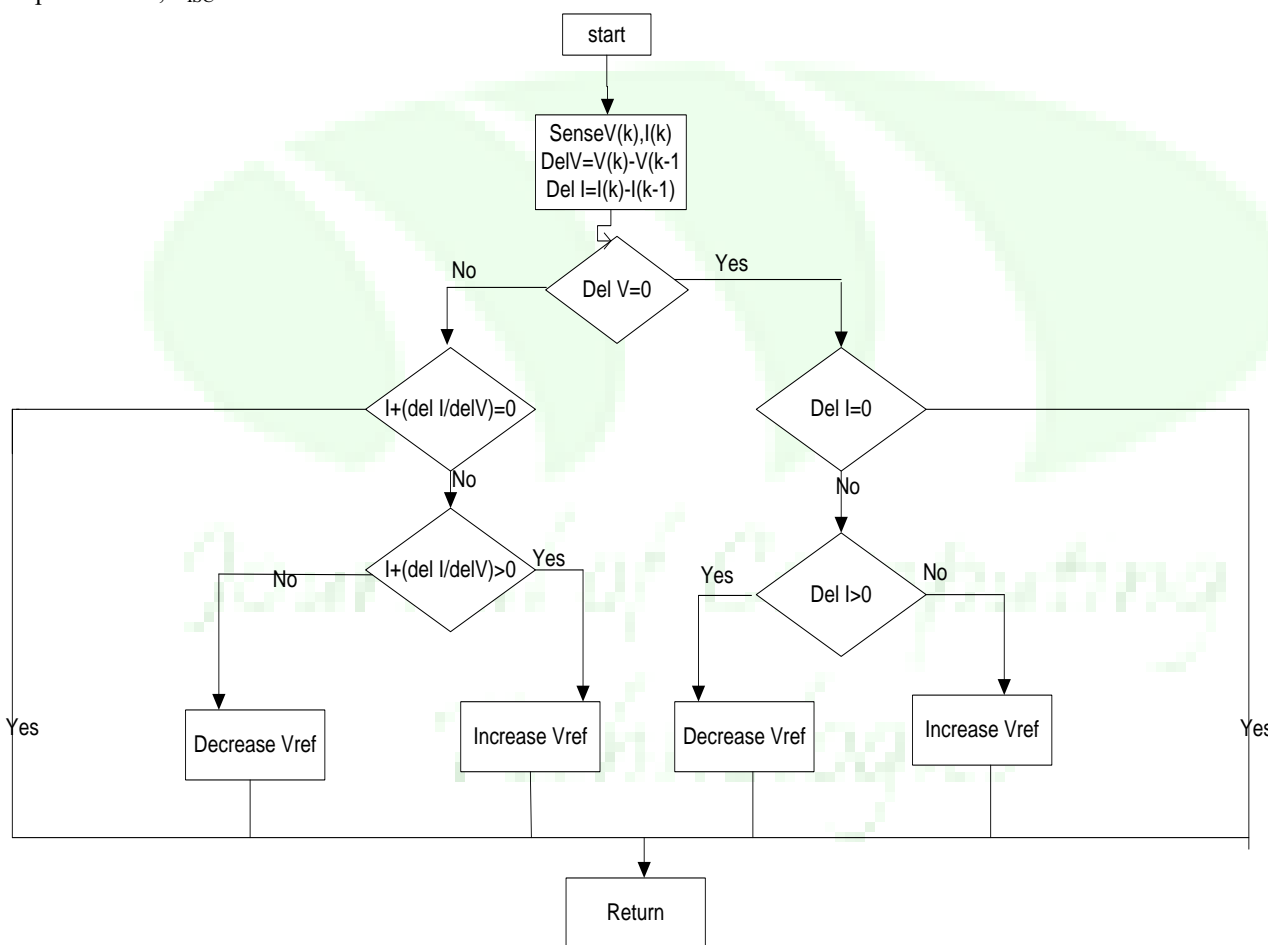 start
SenseV(k),I(k)
DelV=V(k)-V(k-1
Del I=I(k)-I(k-1)
Del V=0
No
Yes
I+(del I/delV)=0
Del I=0
No
No
I+(del I/delV)>0
Yes
No
Del I>0
Yes
No
Yes
Decrease Vref
Increase Vref
Decrease Vref
Increase Vref
Yes
Return